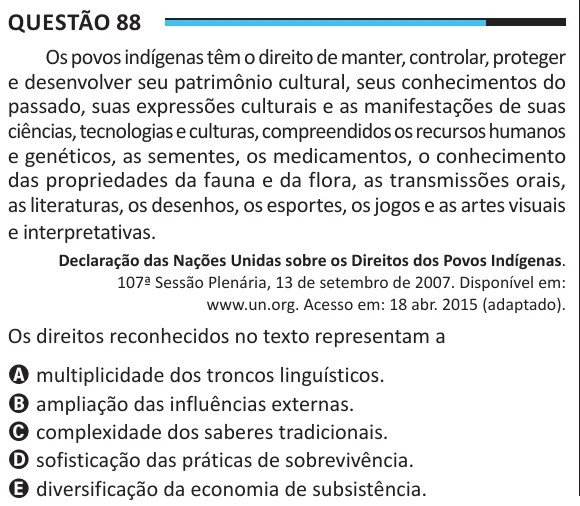 QUESTÃO 88
Os povos indígenas têm o direito de manter, controlar, proteger
e desenvolver seu patrimônio cultural, seus conhecimentos do
passado, suas expressões culturais e as manifestações de suas
ciências, tecnologias e culturas, compreendidos os recursos humanos
e genéticos, as sementes, os medicamentos, o conhecimento
das propriedades da fauna e da flora, as transmissões orais,
as literaturas, os desenhos, os esportes, os jogos e as artes visuais
e interpretativas.
Declaração das Nações Unidas sobre os Direitos dos Povos Indígenas.
107ª Sessão Plenária, 13 de setembro de 2007. Disponível em:
www.un.org. Acesso em: 18 abr. 2015 (adaptado).
Os direitos reconhecidos no texto representam a
A multiplicidade dos troncos linguísticos.
B ampliação das influências externas.
C complexidade dos saberes tradicionais.
D sofisticação das práticas de sobrevivência.
E diversificação da economia de subsistência.